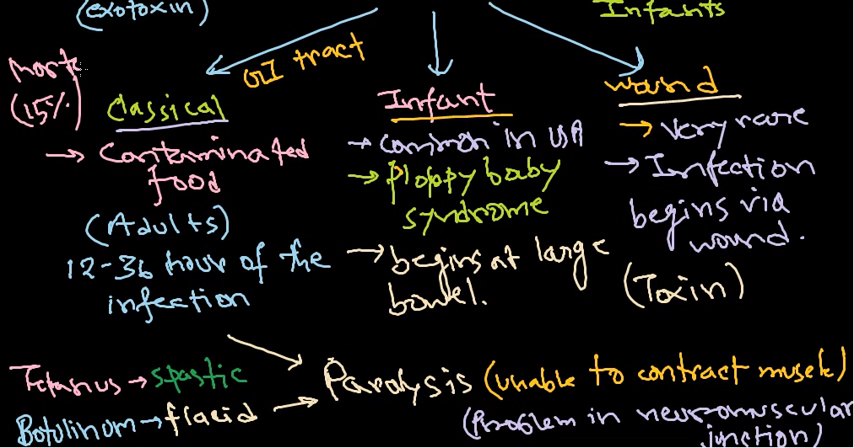 (exotoxin)
Infants
GI tract
Morta
(15%)
Classical
→ Contaminated
food
(Adults)
12-36 hour of the
infection
Infant
→ common in USA
→ Floppy baby
syndrome
→ begins at large
bowel.
wound
→ very rare
→ Infection
begins via
wound.
(Toxin)
Tetanus → spastic
Botulinum → flacid
→ Paralysis (unable to contract muscle)
(Problem in neuromuscular
junction)